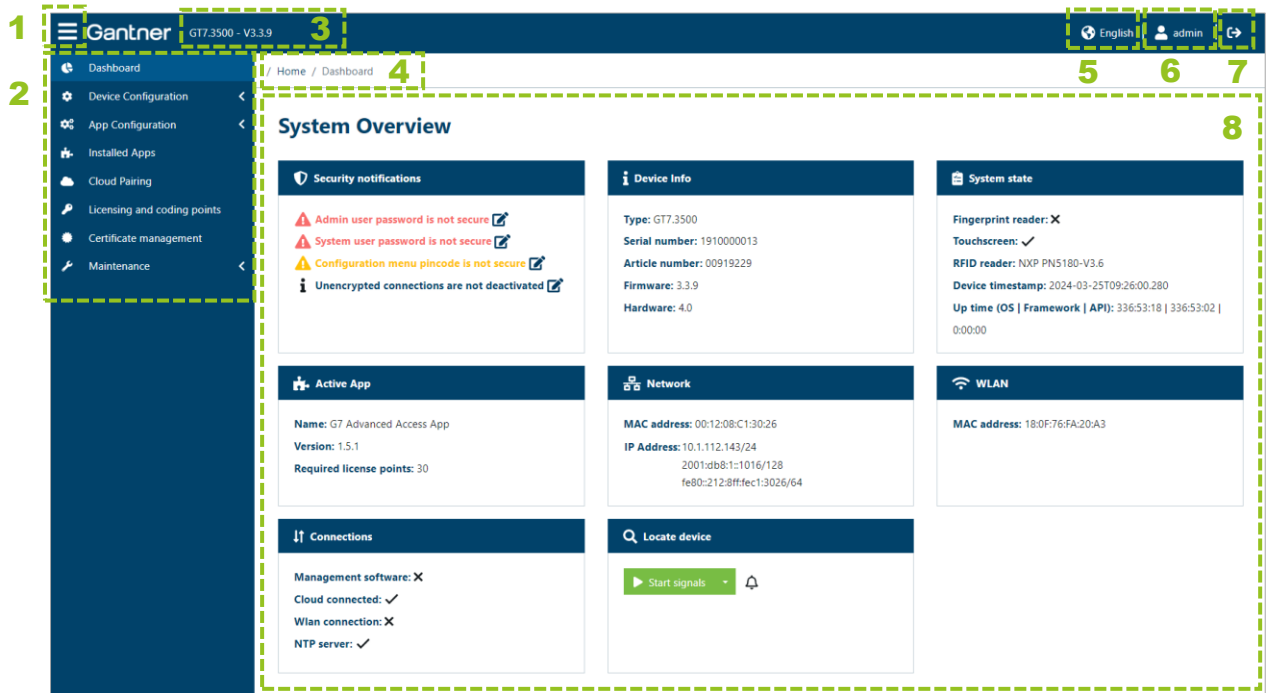 1
Gantner GT7.3500 - V3.3.9
3
English
admin
5
6
7
2
Dashboard
Device Configuration
App Configuration
Installed Apps
Cloud Pairing
Licensing and coding points
Certificate management
Maintenance
/ Home / Dashboard
4
8
System Overview
Security notifications
Admin user password is not secure
System user password is not secure
Configuration menu pincode is not secure
Unencrypted connections are not deactivated
Device Info
Type: GT7.3500
Serial number: 1910000013
Article number: 00919229
Firmware: 3.3.9
Hardware: 4.0
System state
Fingerprint reader:
Touchscreen:
RFID reader: NXP PN5180-V3.6
Device timestamp: 2024-03-25T09:26:00.280
Up time (OS | Framework | API): 336:53:18 | 336:53:02 |
0:00:00
Active App
Name: G7 Advanced Access App
Version: 1.5.1
Required license points: 30
Network
MAC address: 00:12:08:C1:30:26
IP Address: 10.1.112.143/24
2001:db8:1::1016/128
fe80::212:8ff:fec1:3026/64
WLAN
MAC address: 18:0F:76:FA:20:A3
Connections
Management software:
Cloud connected:
Wlan connection:
NTP server:
Locate device
Start signals